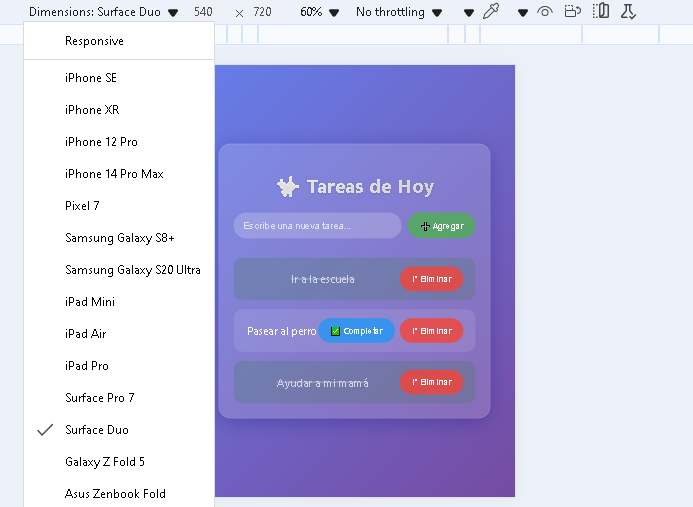 Dimensions: Surface Duo 540 × 720 60% No throttling
Responsive
iPhone SE
iPhone XR
iPhone 12 Pro
iPhone 14 Pro Max
Pixel 7
Samsung Galaxy S8+
Samsung Galaxy S20 Ultra
iPad Mini
iPad Air
iPad Pro
Surface Pro 7
Surface Duo
Galaxy Z Fold 5
Asus Zenbook Fold
Tareas de Hoy
Escribe una nueva tarea...
Agregar
Ir a la escuela
Eliminar
Pasear al perro
Completar
Eliminar
Ayudar a mi mamá
Eliminar